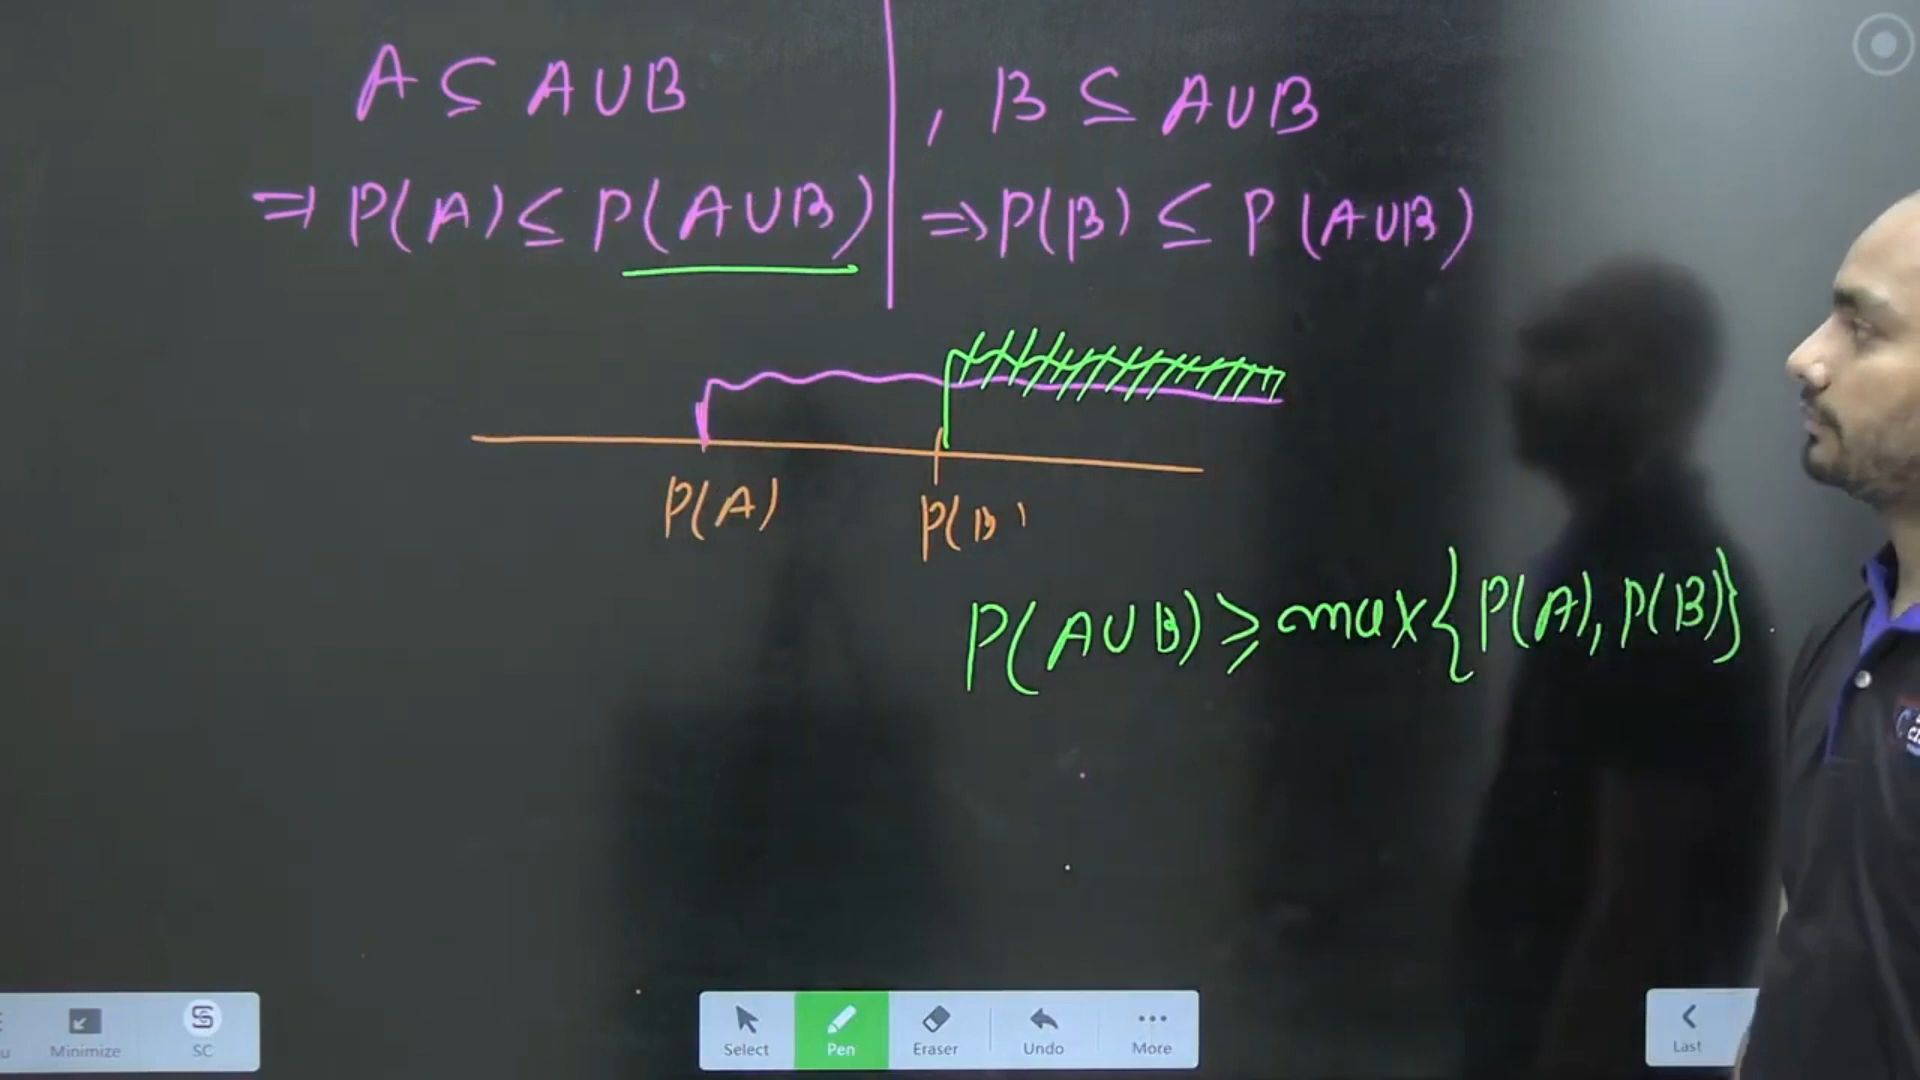 A ⊆ A∪B , B ⊆ A∪B
⇒ P(A) ≤ P(A∪B) ⇒ P(B) ≤ P(A∪B)
P(A) P(B)
P(A∪B) ≥ max{P(A), P(B)}
Minimize SC Select Pen Eraser Undo More Last